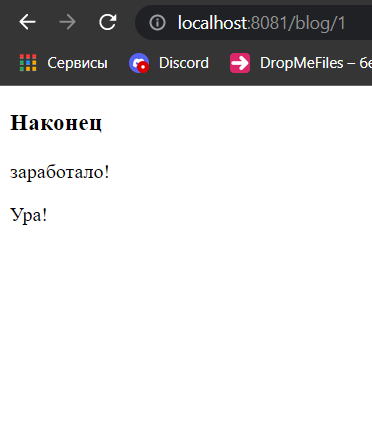 localhost:8081/blog/1
Сервисы Discord DropMeFiles – бе
Наконец
заработало!
Ура!